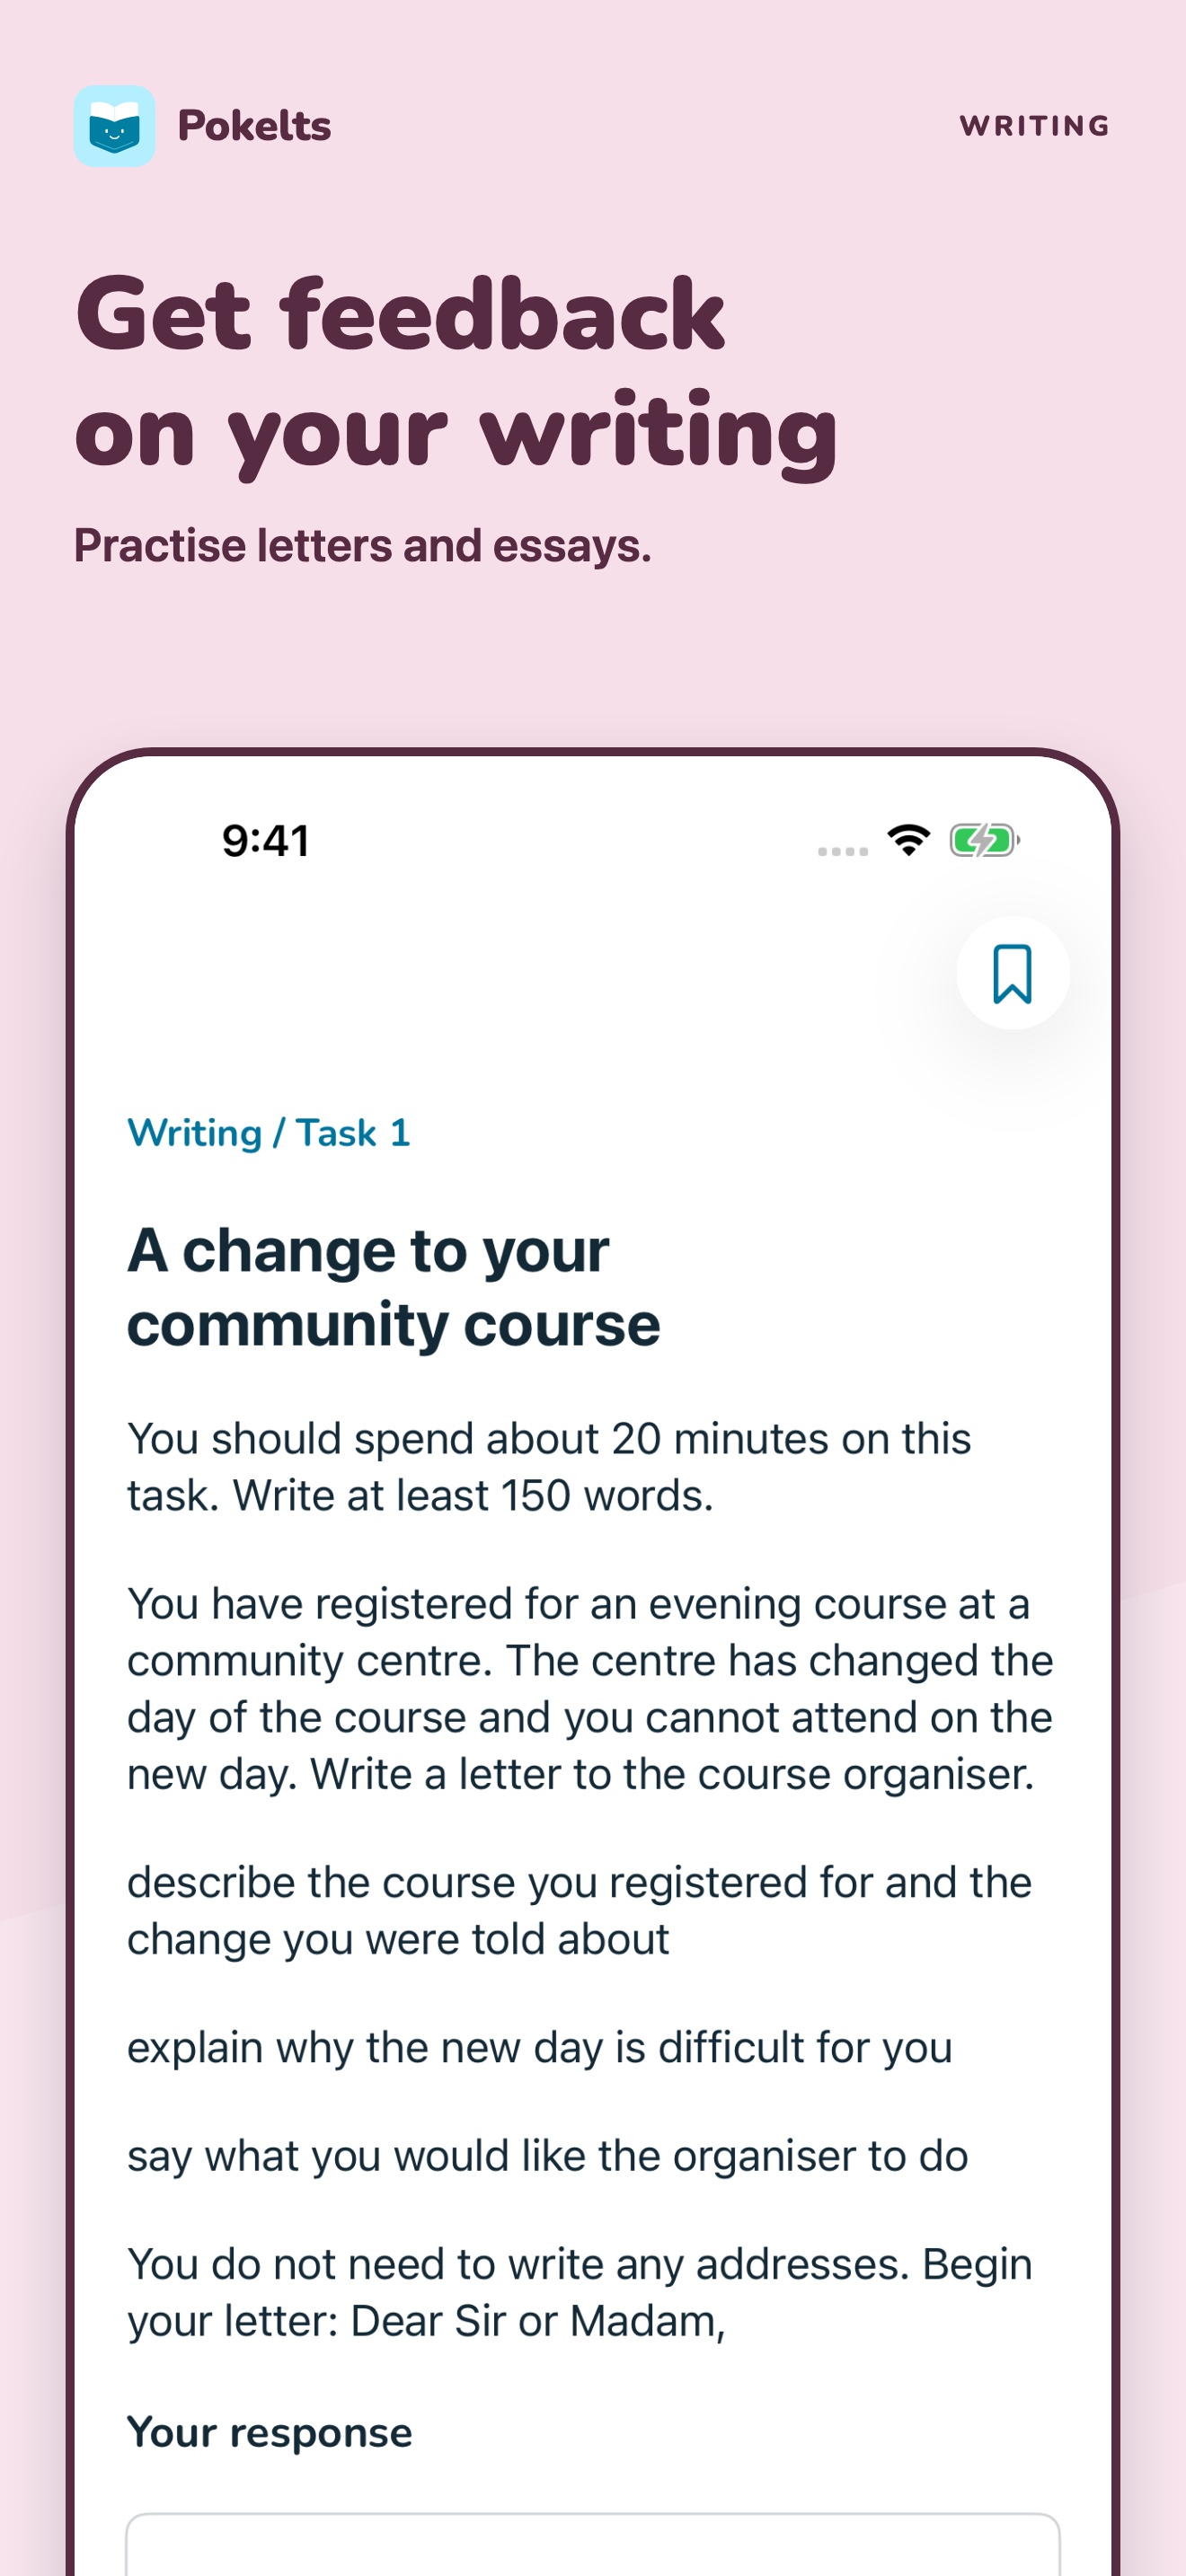 Pokelts
WRITING
Get feedback
on your writing
Practise letters and essays.
9:41
Writing / Task 1
A change to your
community course
You should spend about 20 minutes on this
task. Write at least 150 words.
You have registered for an evening course at a
community centre. The centre has changed the
day of the course and you cannot attend on the
new day. Write a letter to the course organiser.
describe the course you registered for and the
change you were told about
explain why the new day is difficult for you
say what you would like the organiser to do
You do not need to write any addresses. Begin
your letter: Dear Sir or Madam,
Your response